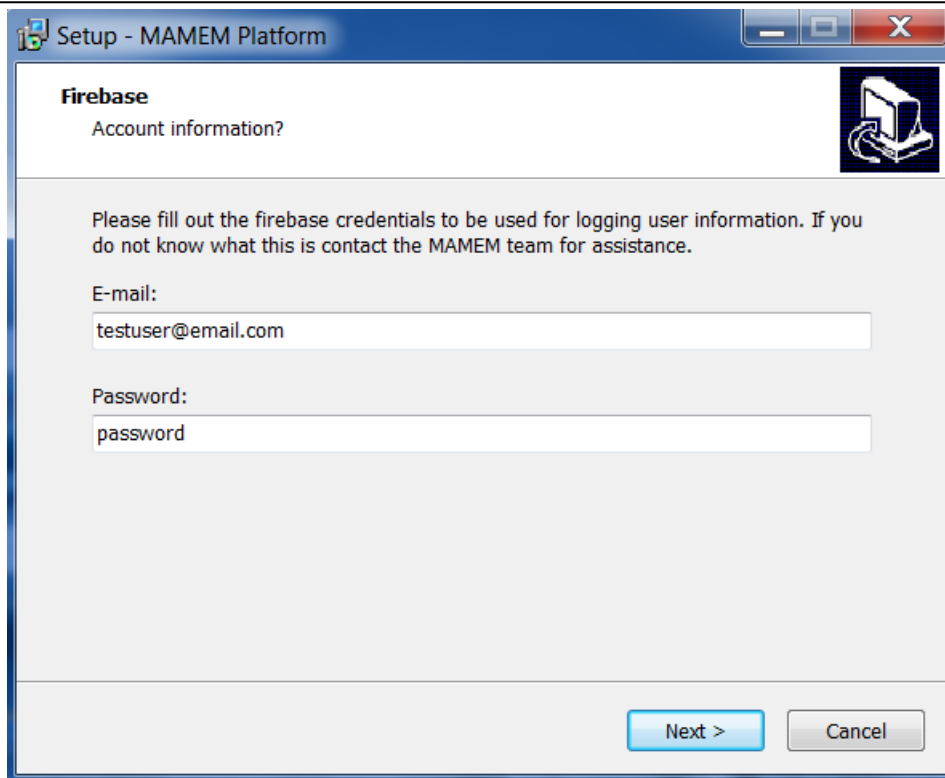 Setup - MAMEM Platform
Firebase
Account information?
Please fill out the firebase credentials to be used for logging user information. If you
do not know what this is contact the MAMEM team for assistance.
E-mail:
testuser@email.com
Password:
password
Next >
Cancel